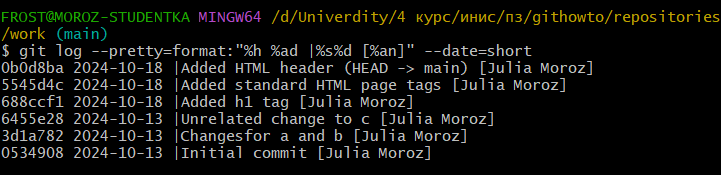 FROST@MOROZ-STUDENTKA MINGW64 /d/Univerdity/4 курс/инис/пз/githowto/repositories
/work (main)
$ git log --pretty=format:"%h %ad |%s%d [%an]" --date=short
0b0d8ba 2024-10-18 |Added HTML header (HEAD -> main) [Julia Moroz]
5545d4c 2024-10-18 |Added standard HTML page tags [Julia Moroz]
688ccf1 2024-10-18 |Added h1 tag [Julia Moroz]
6455e28 2024-10-13 |Unrelated change to c [Julia Moroz]
3d1a782 2024-10-13 |Changesfor a and b [Julia Moroz]
0534908 2024-10-13 |Initial commit [Julia Moroz]